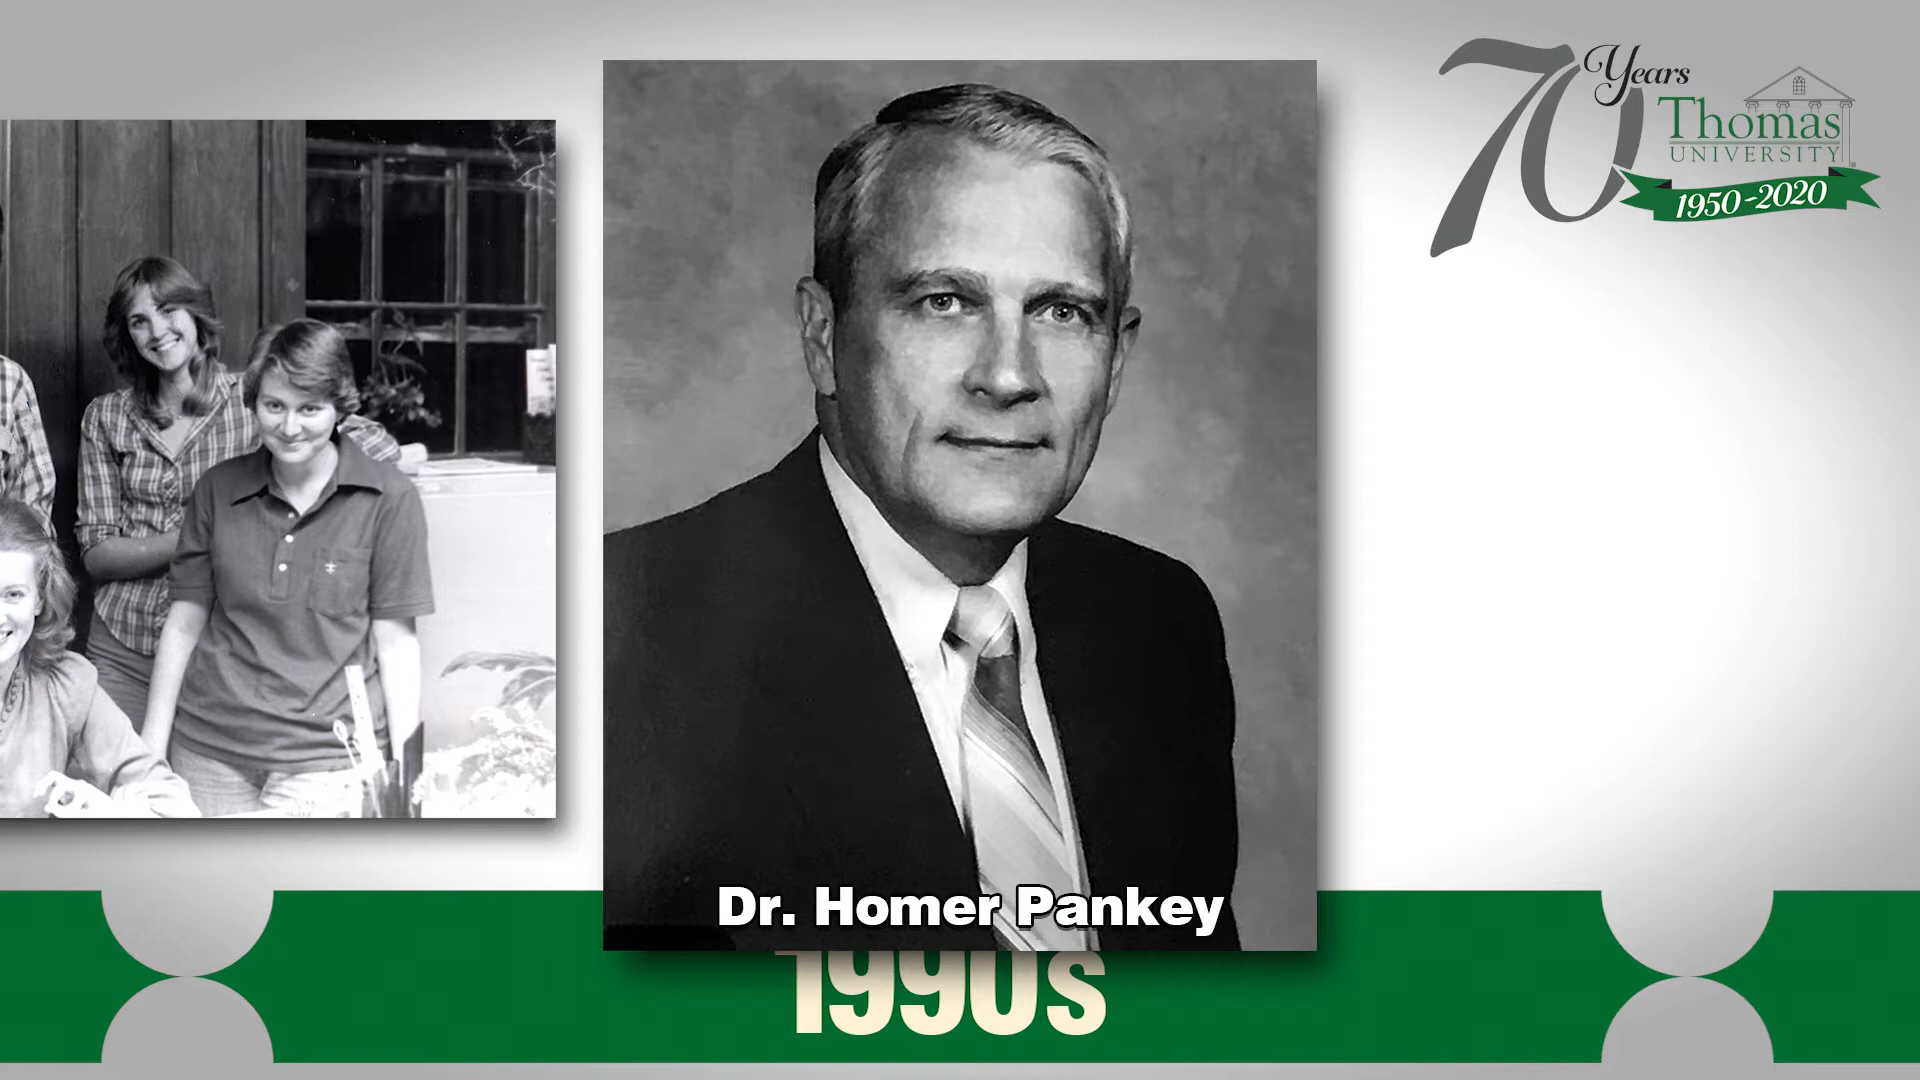 70 Years
Thomas
UNIVERSITY
1950-2020
Dr. Homer Pankey
1990s